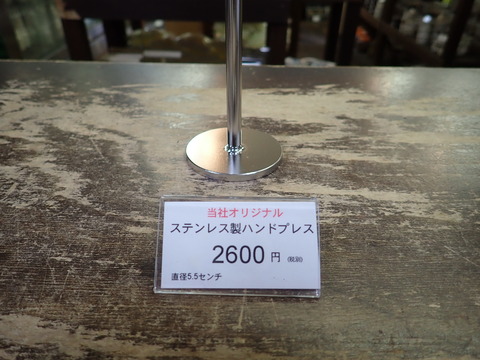 当社オリジナル
ステンレス製ハンドプレス
2600円 (税別)
直径5.5センチ